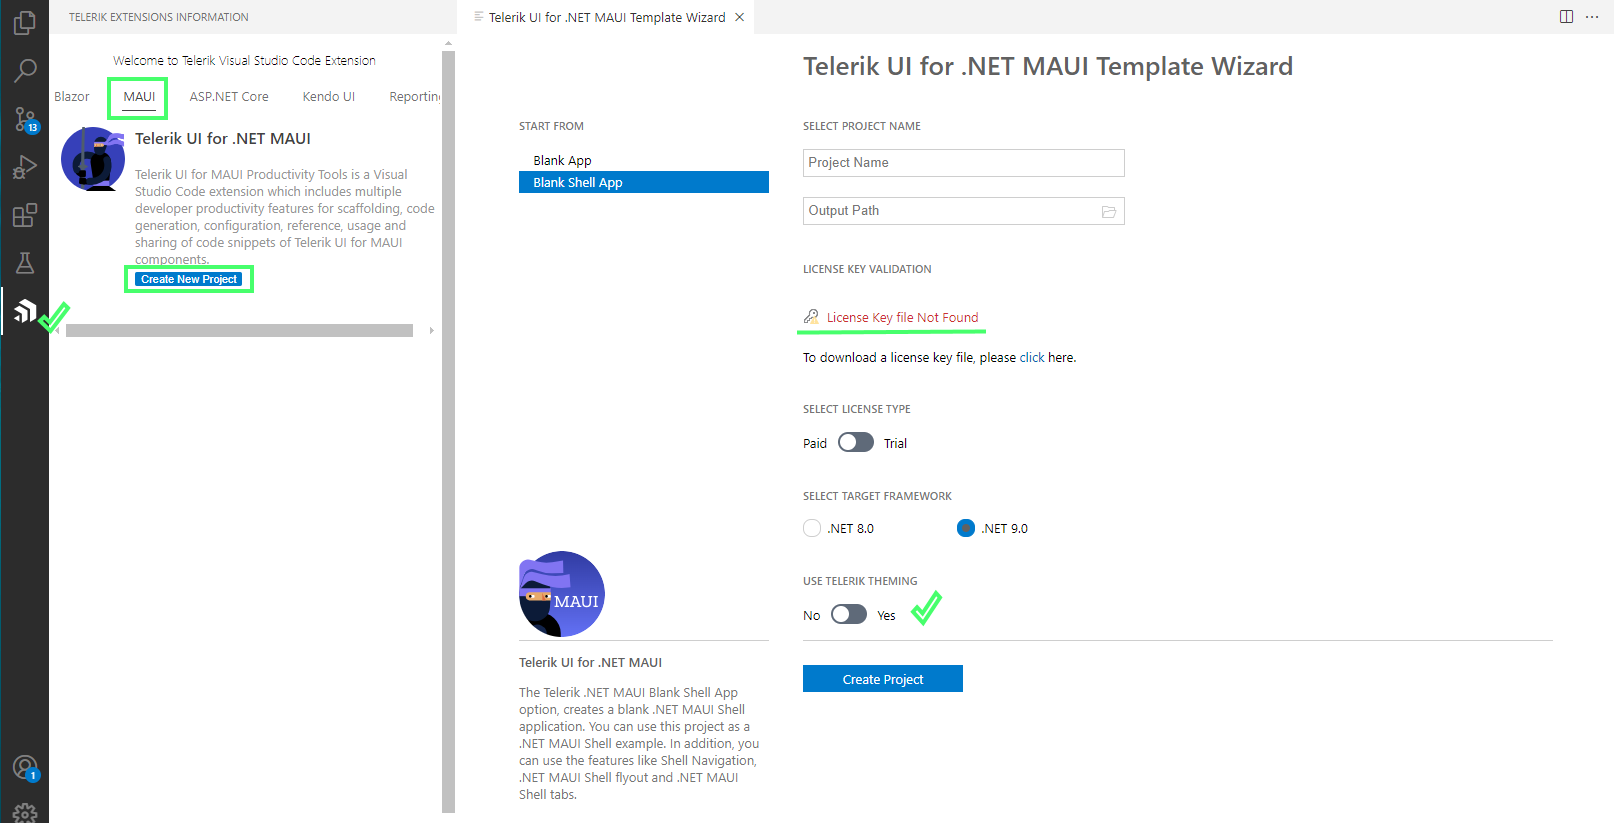 TELERIK EXTENSIONS INFORMATION
Telerik UI for .NET MAUI Template Wizard
Welcome to Telerik Visual Studio Code Extension
Blazor MAUI ASP.NET Core Kendo UI Reporting
Telerik UI for .NET MAUI
Telerik UI for MAUI Productivity Tools is a Visual
Studio Code extension which includes multiple
developer productivity features for scaffolding, code
generation, configuration, reference, usage and
sharing of code snippets of Telerik UI for MAUI
components.
Create New Project
13
1
Telerik UI for .NET MAUI Template Wizard
START FROM
Blank App
Blank Shell App
MAUI
Telerik UI for .NET MAUI
The Telerik .NET MAUI Blank Shell App
option, creates a blank .NET MAUI Shell
application. You can use this project as a
.NET MAUI Shell example. In addition, you
can use the features like Shell Navigation,
.NET MAUI Shell flyout and .NET MAUI
Shell tabs.
SELECT PROJECT NAME
Project Name
Output Path
LICENSE KEY VALIDATION
License Key file Not Found
To download a license key file, please click here.
SELECT LICENSE TYPE
Paid Trial
SELECT TARGET FRAMEWORK
.NET 8.0 .NET 9.0
USE TELERIK THEMING
No Yes
Create Project